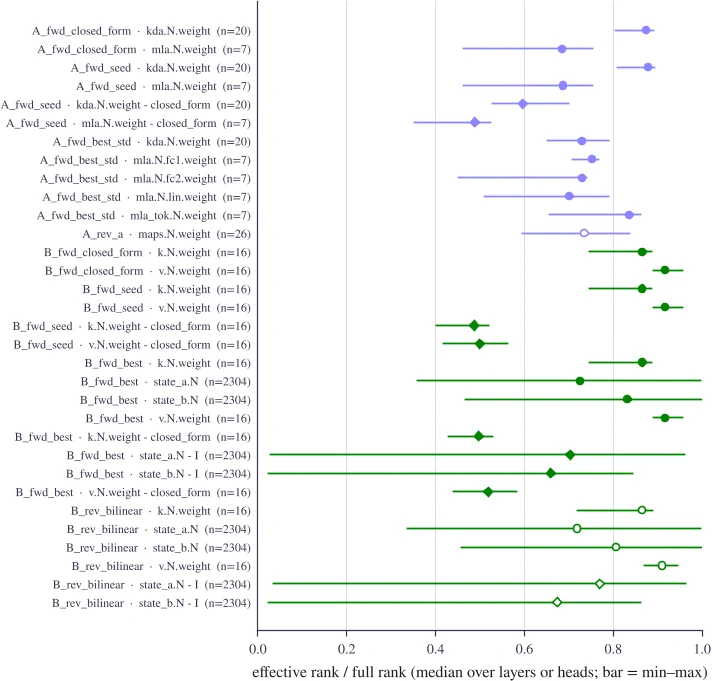 A_fwd_closed_form · kda.N.weight (n=20)
A_fwd_closed_form · mla.N.weight (n=7)
A_fwd_seed · kda.N.weight (n=20)
A_fwd_seed · mla.N.weight (n=7)
A_fwd_seed · kda.N.weight - closed_form (n=20)
A_fwd_seed · mla.N.weight - closed_form (n=7)
A_fwd_best_std · kda.N.weight (n=20)
A_fwd_best_std · mla.N.fc1.weight (n=7)
A_fwd_best_std · mla.N.fc2.weight (n=7)
A_fwd_best_std · mla.N.lin.weight (n=7)
A_fwd_best_std · mla_tok.N.weight (n=7)
A_rev_a · maps.N.weight (n=26)
B_fwd_closed_form · k.N.weight (n=16)
B_fwd_closed_form · v.N.weight (n=16)
B_fwd_seed · k.N.weight (n=16)
B_fwd_seed · v.N.weight (n=16)
B_fwd_seed · k.N.weight - closed_form (n=16)
B_fwd_seed · v.N.weight - closed_form (n=16)
B_fwd_best · k.N.weight (n=16)
B_fwd_best · state_a.N (n=2304)
B_fwd_best · state_b.N (n=2304)
B_fwd_best · v.N.weight (n=16)
B_fwd_best · k.N.weight - closed_form (n=16)
B_fwd_best · state_a.N - I (n=2304)
B_fwd_best · state_b.N - I (n=2304)
B_fwd_best · v.N.weight - closed_form (n=16)
B_rev_bilinear · k.N.weight (n=16)
B_rev_bilinear · state_a.N (n=2304)
B_rev_bilinear · state_b.N (n=2304)
B_rev_bilinear · v.N.weight (n=16)
B_rev_bilinear · state_a.N - I (n=2304)
B_rev_bilinear · state_b.N - I (n=2304)
0.0 0.2 0.4 0.6 0.8 1.0
effective rank / full rank (median over layers or heads; bar = min–max)